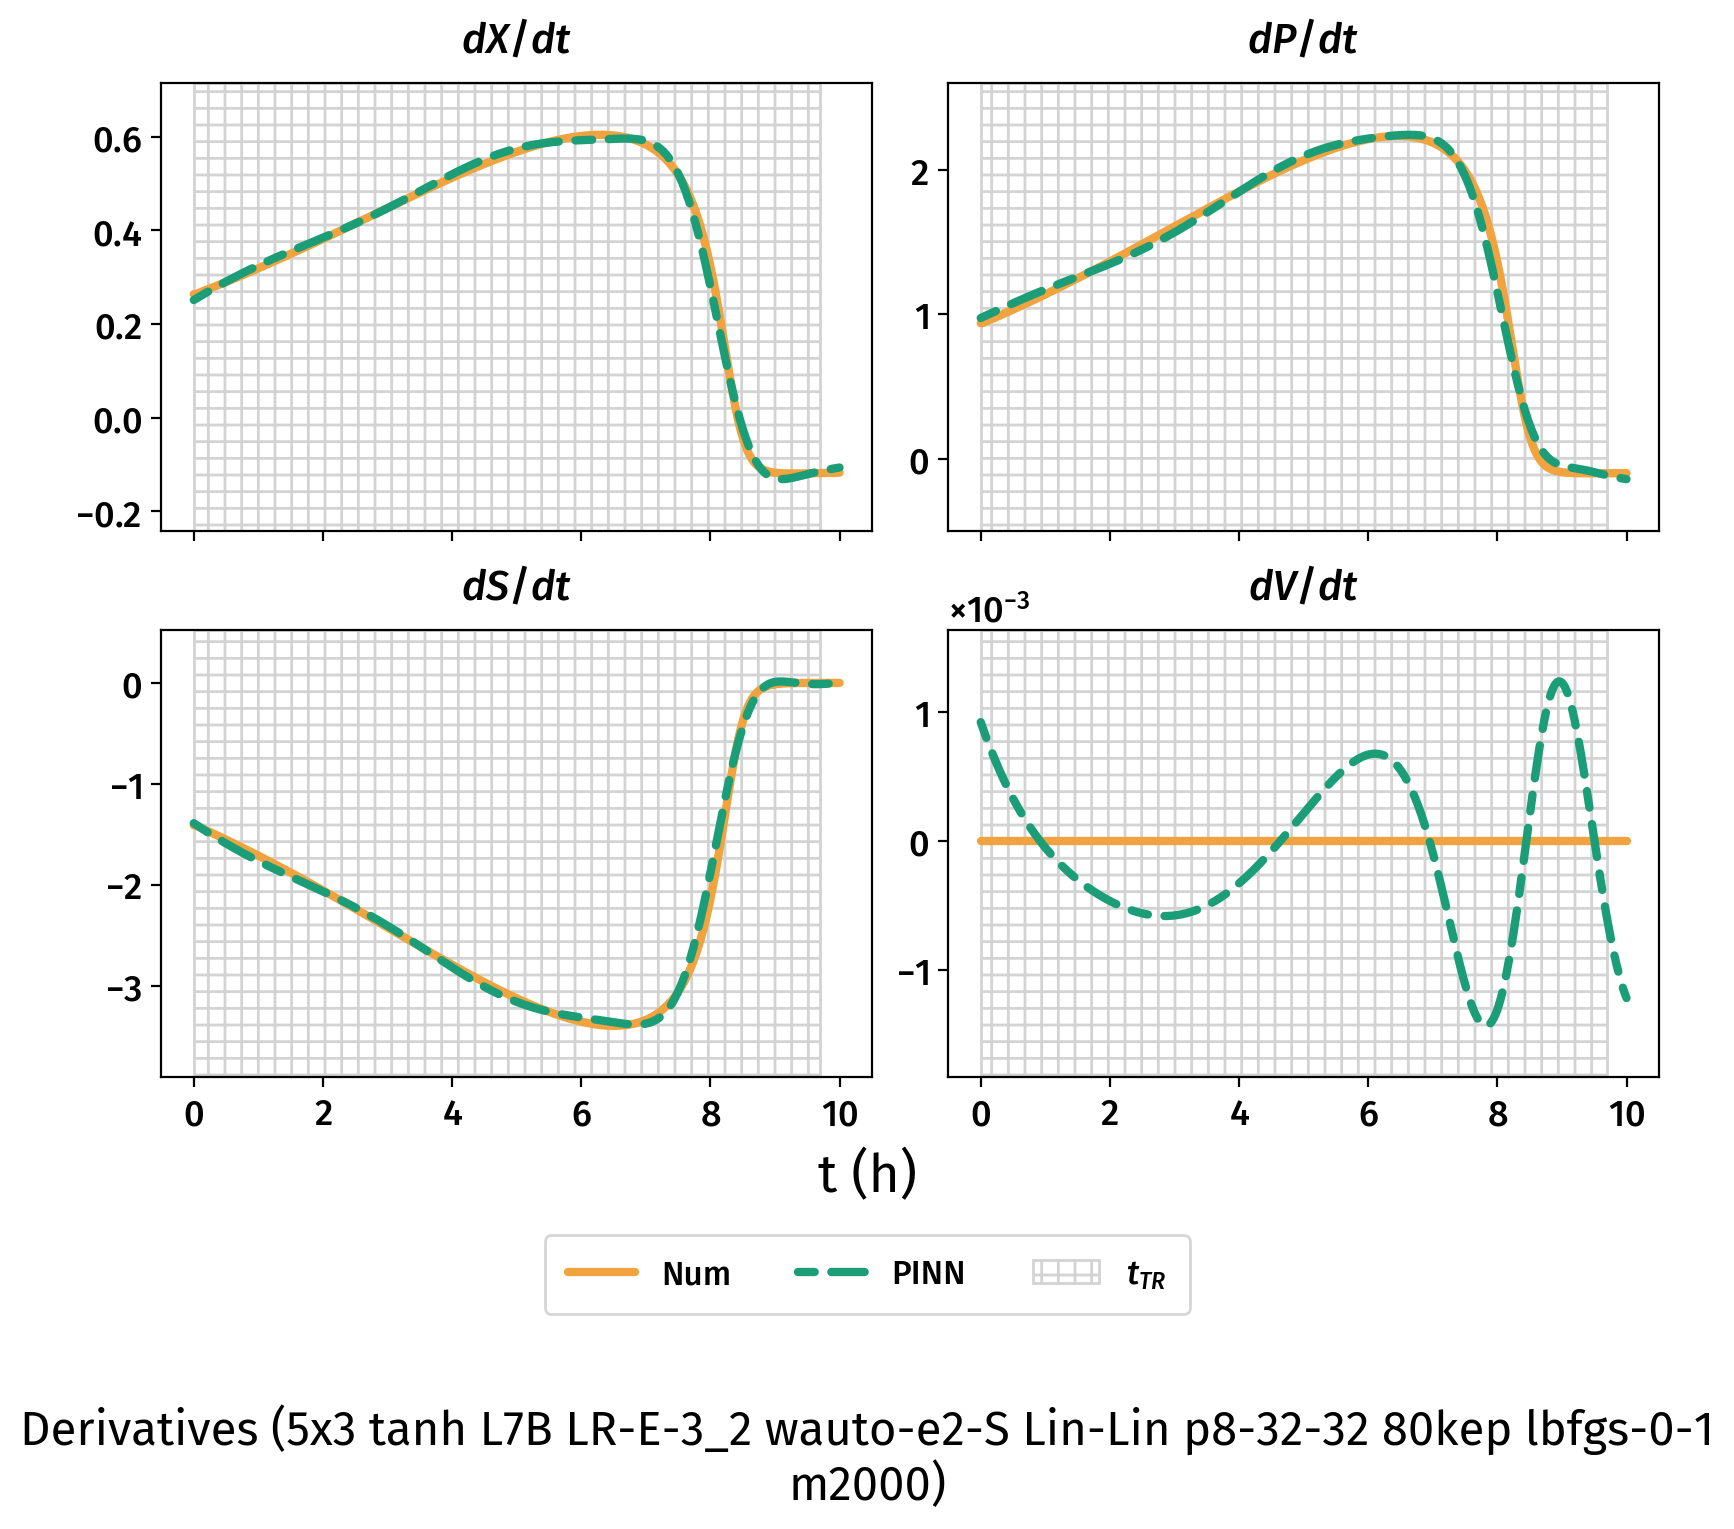 dX/dt
dP/dt
0.6
0.4
0.2
0.0
−0.2
2
1
0
dS/dt
dV/dt
×10⁻³
0
−1
−2
−3
1
0
−1
0 2 4 6 8 10
0 2 4 6 8 10
t (h)
Num PINN t_TR
Derivatives (5x3 tanh L7B LR-E-3_2 wauto-e2-S Lin-Lin p8-32-32 80kep lbfgs-0-1
m2000)